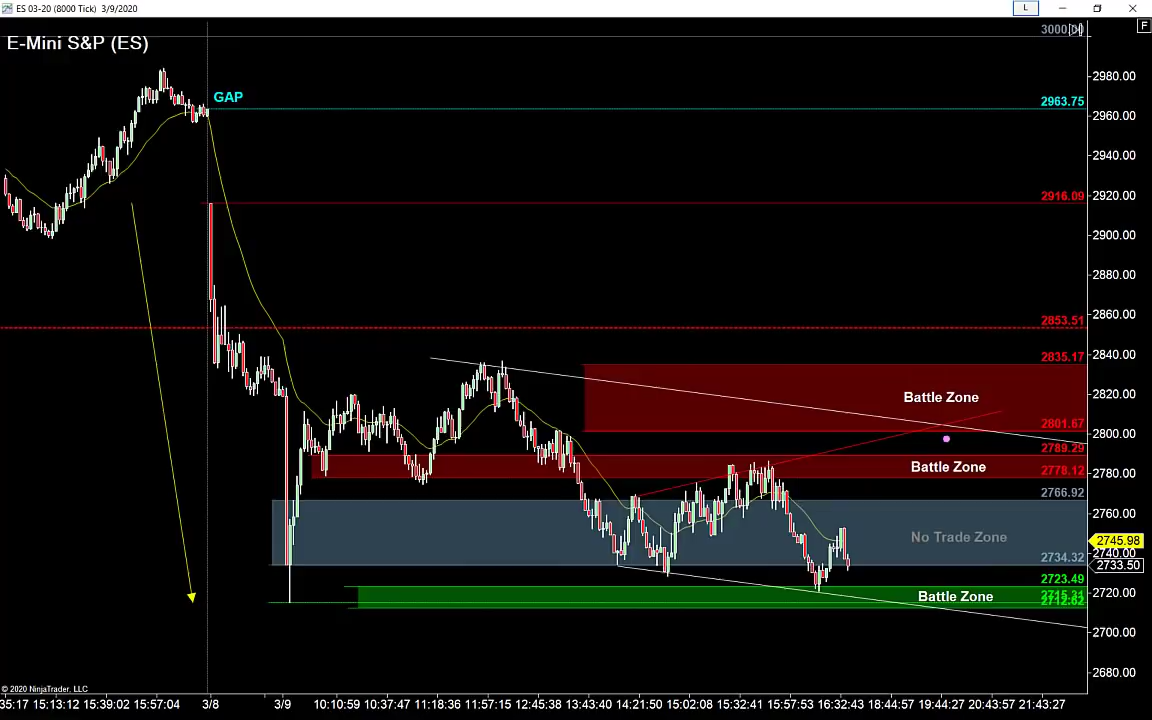 ES 03-20 (8000 Tick) 3/9/2020
L
F
E-Mini S&P (ES)
GAP
2963.75
2916.09
2853.51
2835.17
Battle Zone
2801.67
2789.29
Battle Zone
2778.12
2766.92
No Trade Zone
2734.32
2723.49
Battle Zone
2712.62
2980.00
2960.00
2940.00
2920.00
2900.00
2880.00
2860.00
2840.00
2820.00
2800.00
2780.00
2760.00
2745.98
2740.00
2733.50
2720.00
2700.00
2680.00
© 2020 NinjaTrader, LLC
35:17 15:13:12 15:39:02 15:57:04 3/8 3/9 10:10:59 10:37:47 11:18:36 11:57:15 12:45:38 13:43:40 14:21:50 15:02:08 15:32:41 15:57:53 16:32:43 18:44:57 19:44:27 20:43:57 21:43:27